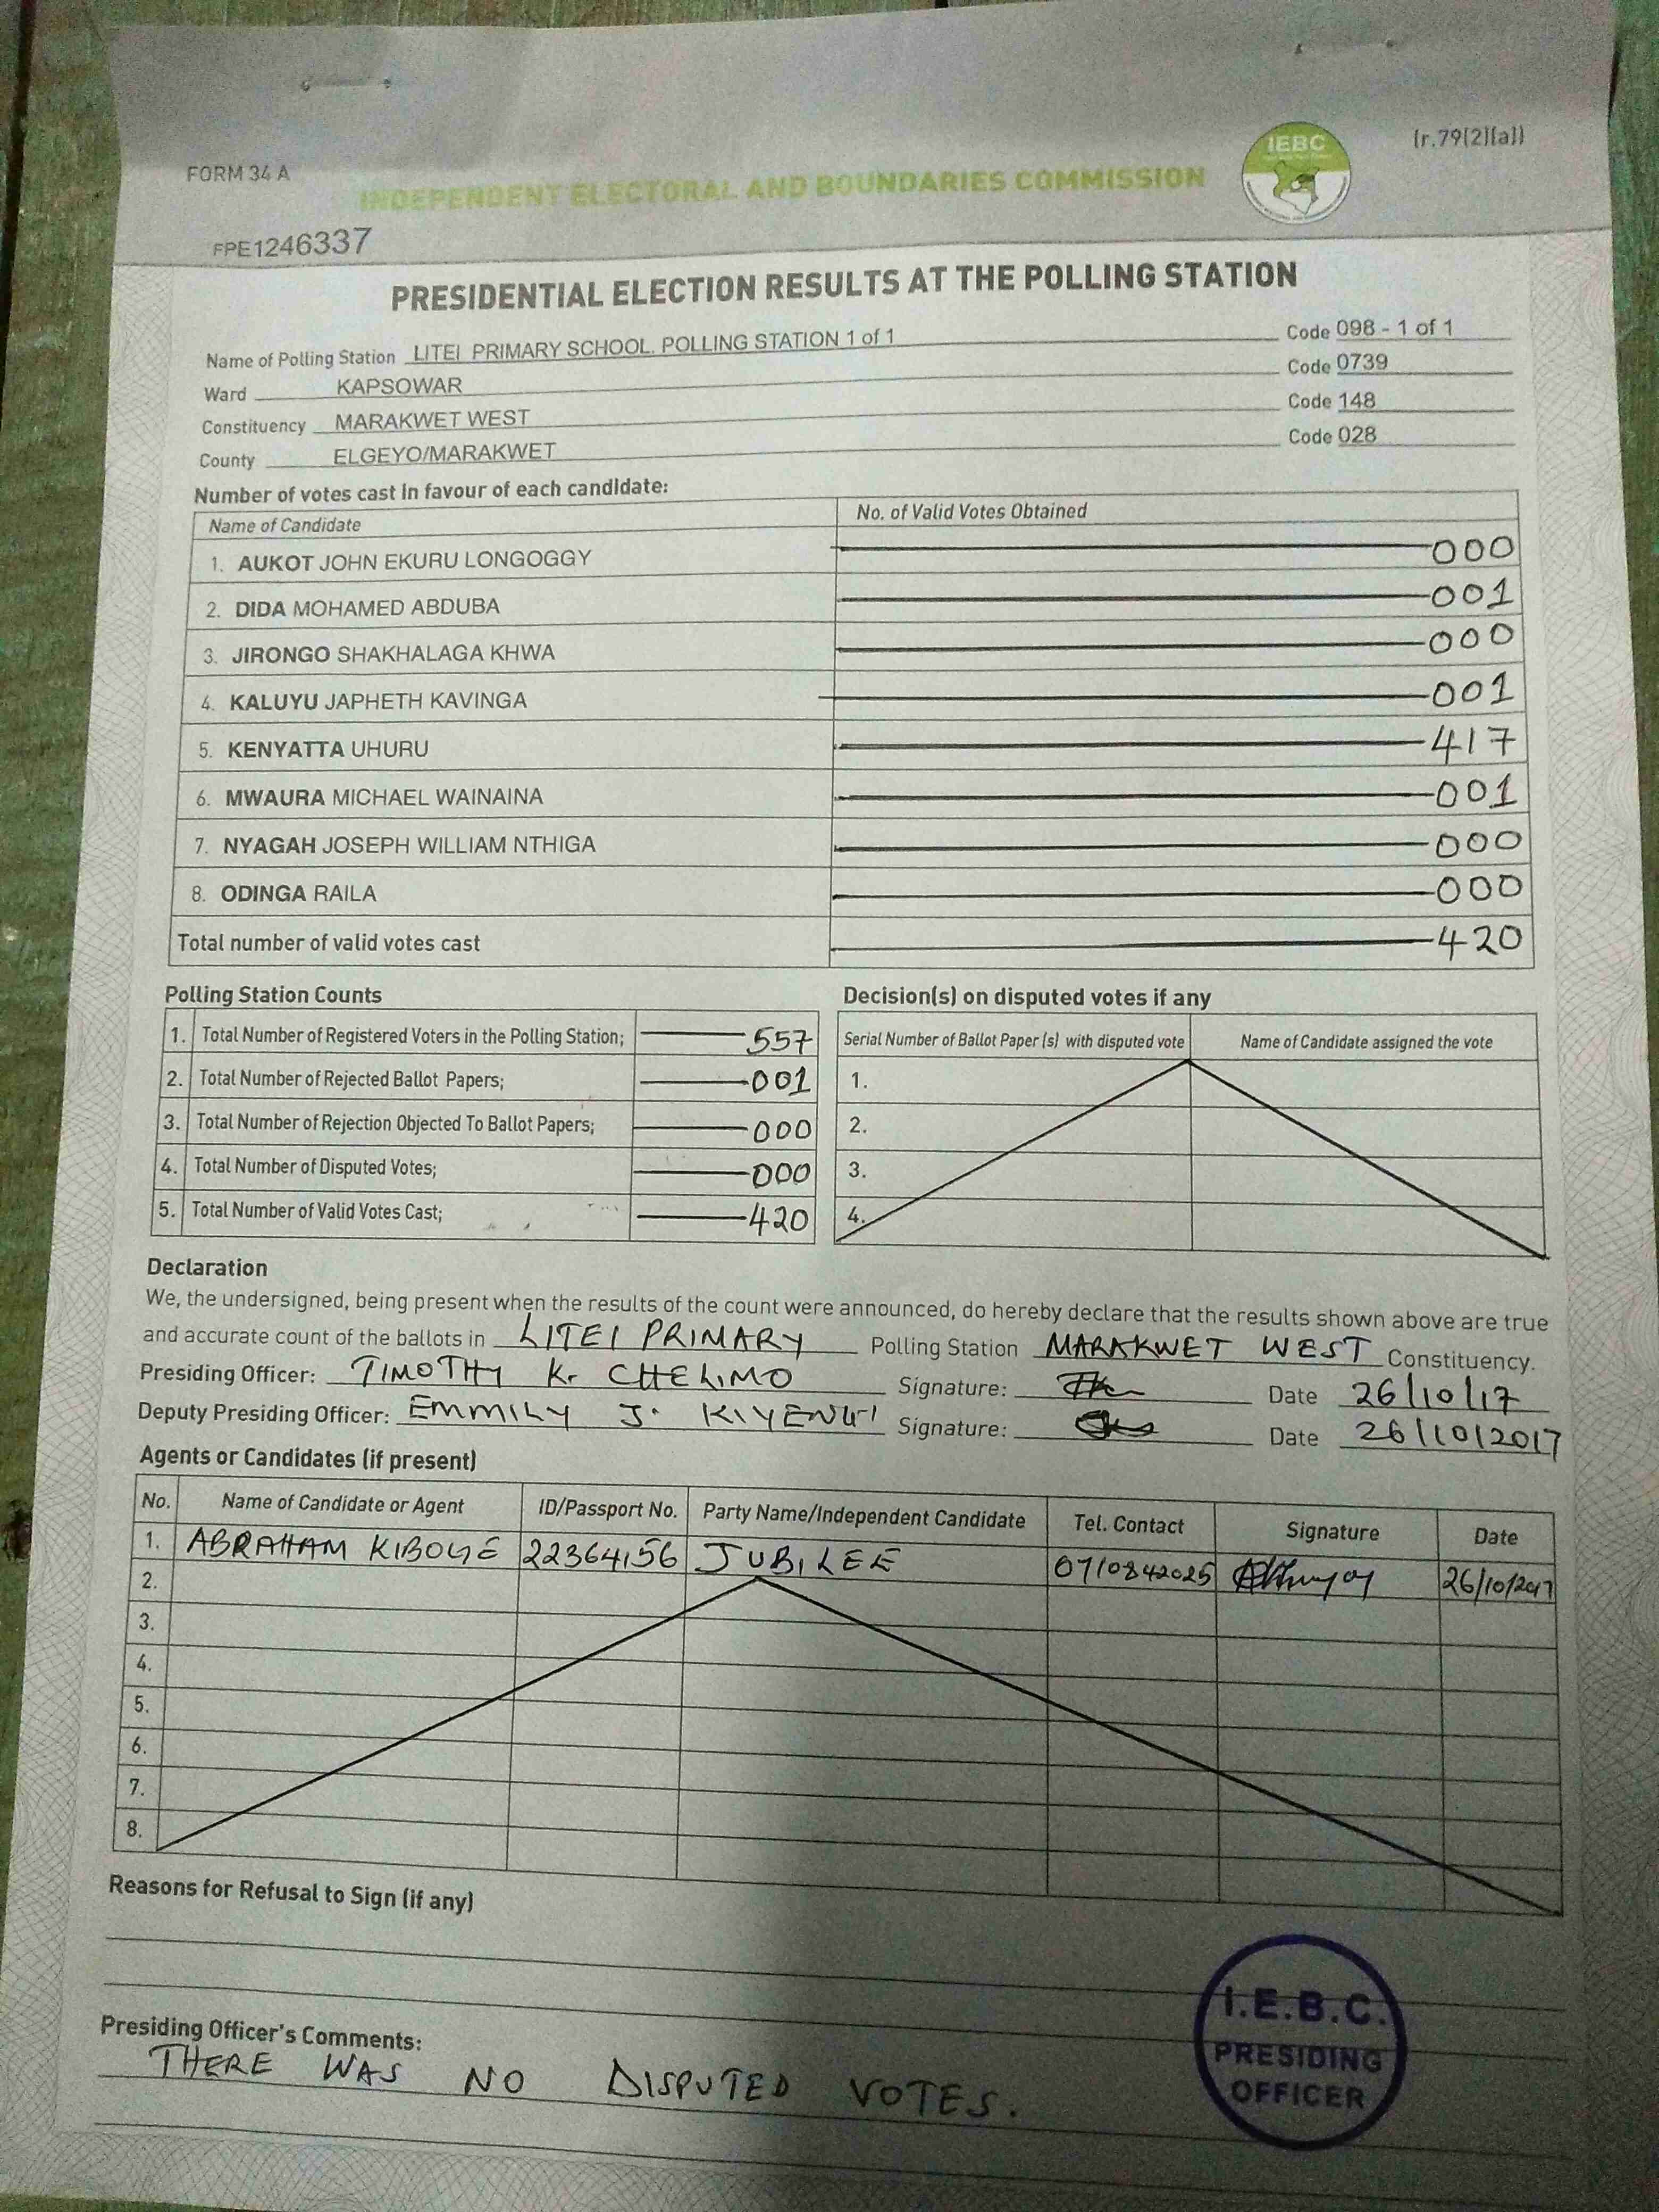 (r.79(2)(a))
IEBC
FORM 34 A
INDEPENDENT ELECTORAL AND BOUNDARIES COMMISSION
FPE1246337
PRESIDENTIAL ELECTION RESULTS AT THE POLLING STATION
Name of Polling Station LITEI PRIMARY SCHOOL. POLLING STATION 1 of 1 Code 098 - 1 of 1
Ward KAPSOWAR Code 0739
Constituency MARAKWET WEST Code 148
County ELGEYO/MARAKWET Code 028
Number of votes cast in favour of each candidate:
Name of Candidate No. of Valid Votes Obtained
1. AUKOT JOHN EKURU LONGOGGY 000
2. DIDA MOHAMED ABDUBA 001
3. JIRONGO SHAKHALAGA KHWA 000
4. KALUYU JAPHETH KAVINGA 001
5. KENYATTA UHURU 417
6. MWAURA MICHAEL WAINAINA 001
7. NYAGAH JOSEPH WILLIAM NTHIGA 000
8. ODINGA RAILA 000
Total number of valid votes cast 420
Polling Station Counts
1. Total Number of Registered Voters in the Polling Station; 557
2. Total Number of Rejected Ballot Papers; 001
3. Total Number of Rejection Objected To Ballot Papers; 000
4. Total Number of Disputed Votes; 000
5. Total Number of Valid Votes Cast; 420
Decision(s) on disputed votes if any
Serial Number of Ballot Paper (s) with disputed vote Name of Candidate assigned the vote
1.
2.
3.
4.
Declaration
We, the undersigned, being present when the results of the count were announced, do hereby declare that the results shown above are true
and accurate count of the ballots in LITEI PRIMARY Polling Station MARAKWET WEST Constituency.
Presiding Officer: TIMOTHY K. CHELIMO Signature: Date 26/10/17
Deputy Presiding Officer: EMMILY J. Signature: Date 26/10/2017
Agents or Candidates (if present)
No. Name of Candidate or Agent ID/Passport No. Party Name/Independent Candidate Tel. Contact Signature Date
1. ABRAHAM 22364156 JUBILEE 0710842025 26/10/2017
2.
3.
4.
5.
6.
7.
8.
Reasons for Refusal to Sign (if any)
Presiding Officer's Comments:
THERE WAS NO DISPUTED VOTES.
I.E.B.C.
PRESIDING
OFFICER